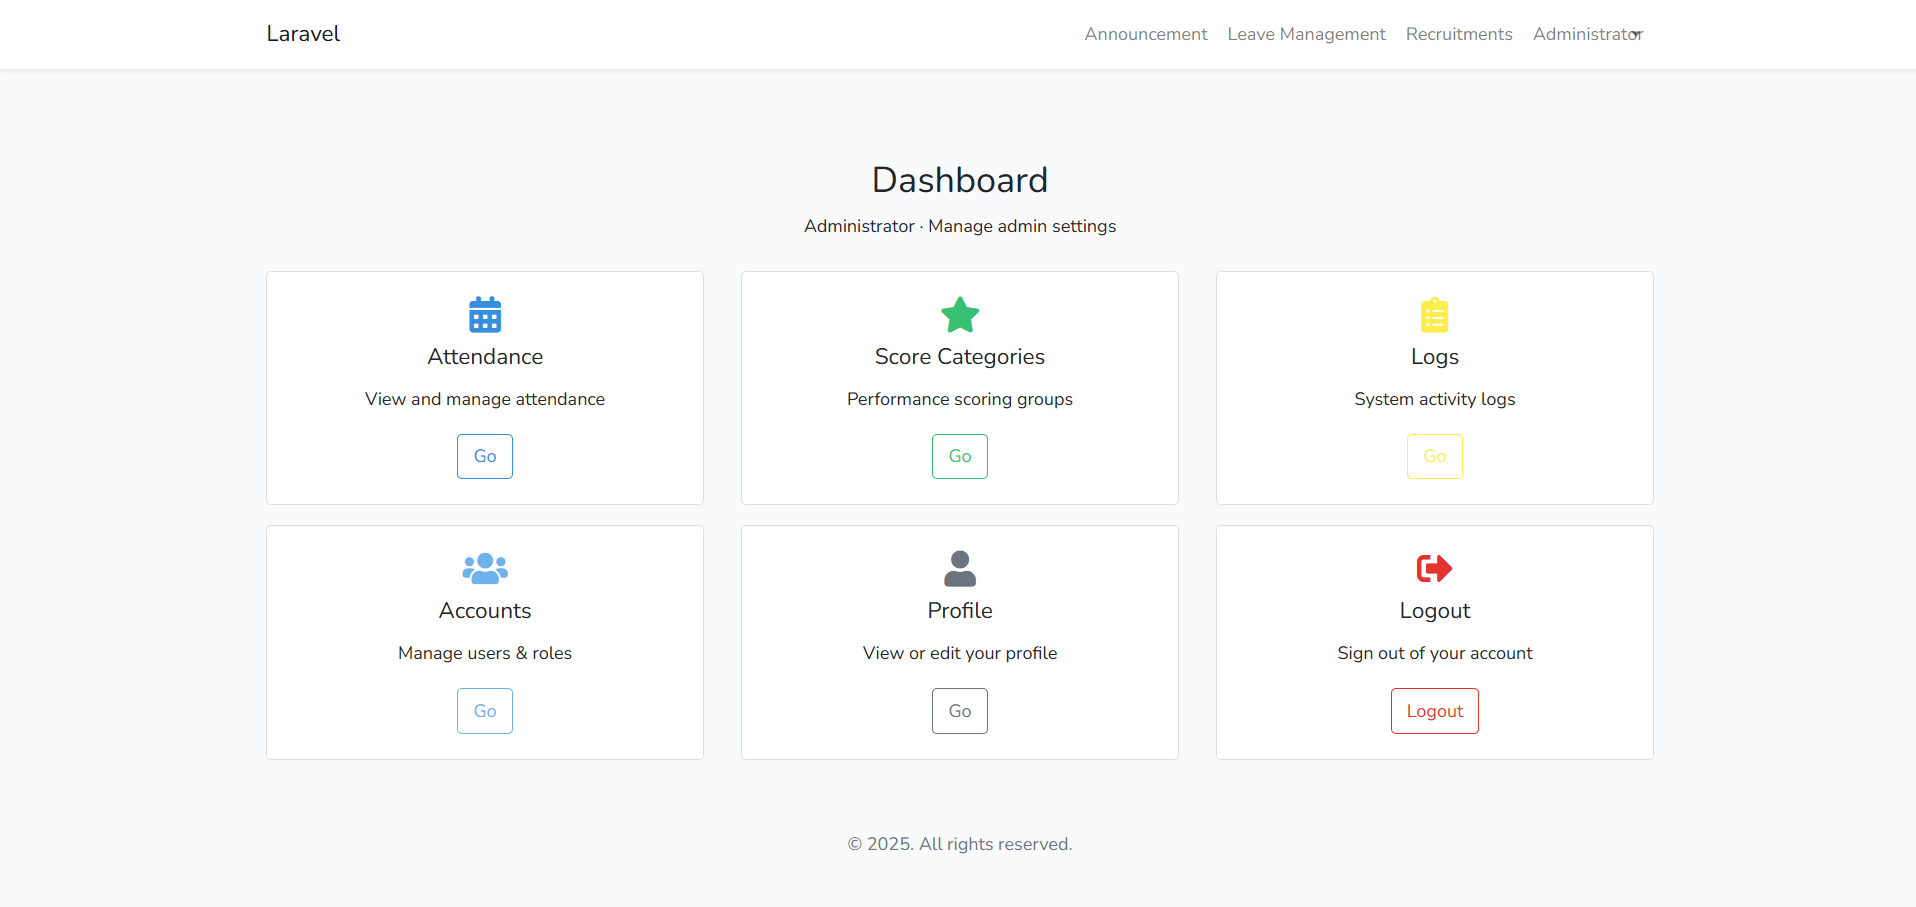 Laravel
Announcement Leave Management Recruitments Administrator
Dashboard
Administrator · Manage admin settings
Attendance
View and manage attendance
Go
Score Categories
Performance scoring groups
Go
Logs
System activity logs
Go
Accounts
Manage users & roles
Go
Profile
View or edit your profile
Go
Logout
Sign out of your account
Logout
© 2025. All rights reserved.